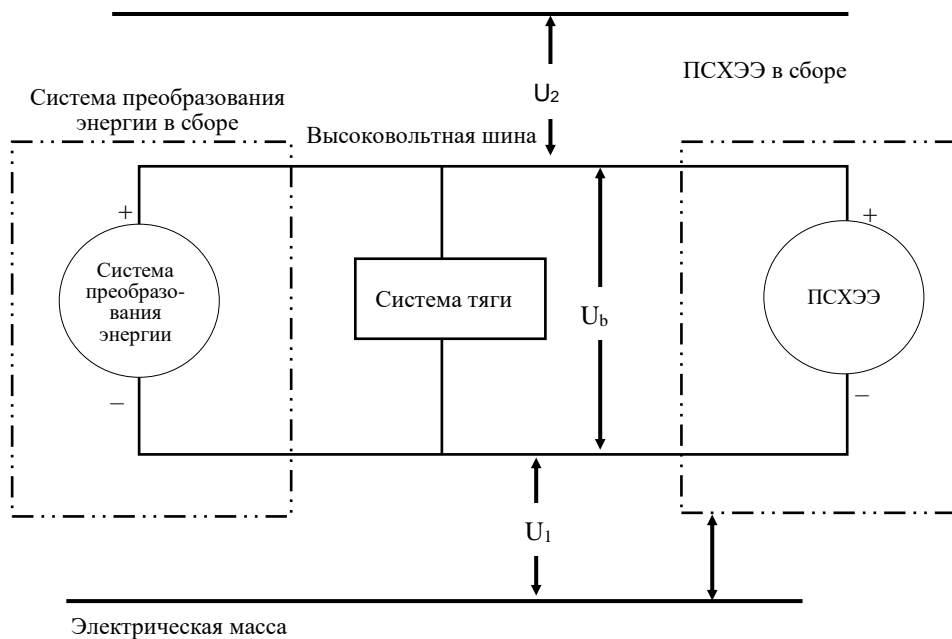 ПСХЭЭ в сборе
U2
Система преобразования
энергии в сборе
Высоковольтная шина
+
+
Система
преобразо-
вания
энергии
Система тяги
Ub
ПСХЭЭ
–
–
U1
Электрическая масса